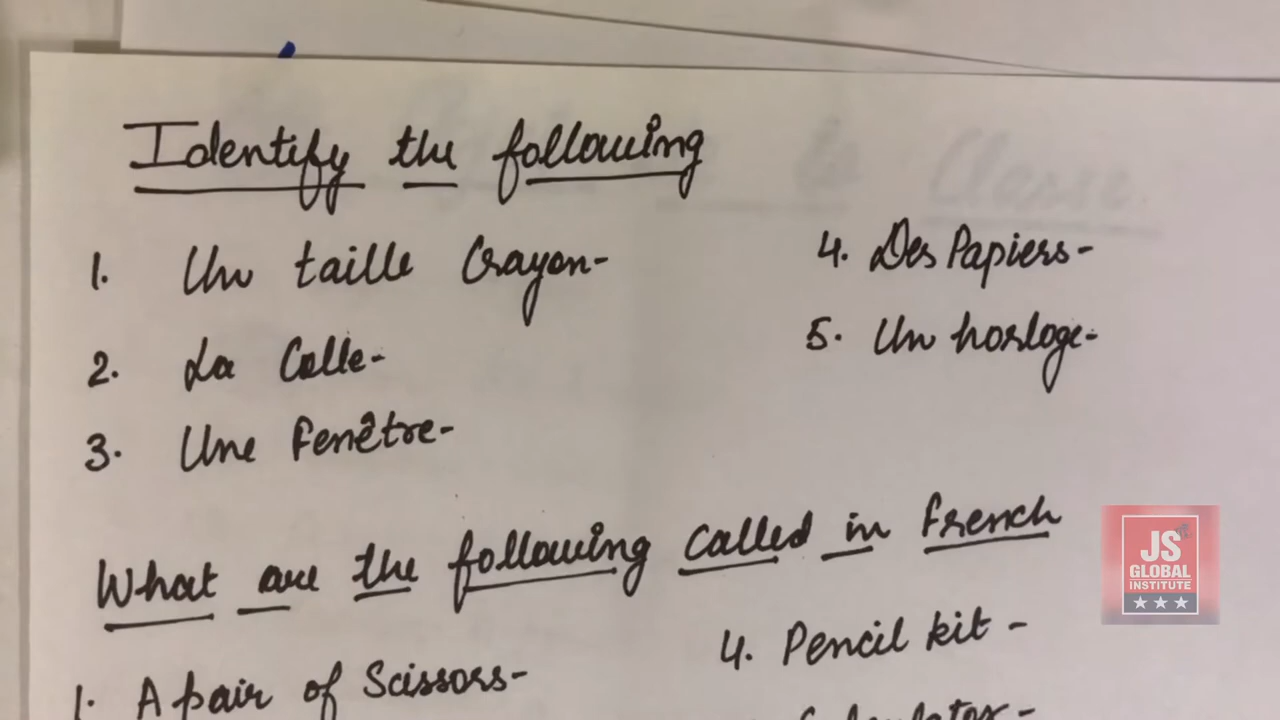 Identify the following
1. Un taille Crayon-
2. La Colle-
3. Une Fenêtre-
4. Des Papiers-
5. Un horloge-
What are the following called in French
1. A pair of Scissors-
4. Pencil kit -
JS
GLOBAL
INSTITUTE